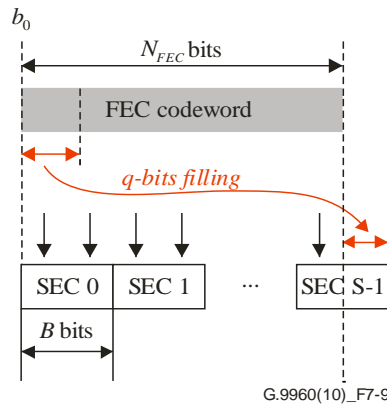 b0
NFEC bits
FEC codeword
q-bits filling
SEC 0 SEC 1 ... SEC S-1
B bits
G.9960(10)_F7-9